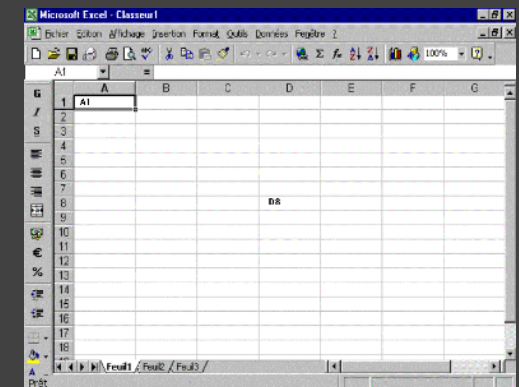 Microsoft Excel - Classeur1
Fichier Edition Affichage Insertion Format Outils Données Fenêtre ?
Σ fx 100%
A1 =
A B C D E F G
G
I
S
€
%
1 A1
2
3
4
5
6
7
8 D8
9
10
11
12
13
14
15
16
17
18
Feuil1 Feuil2 Feuil3
A
Prêt